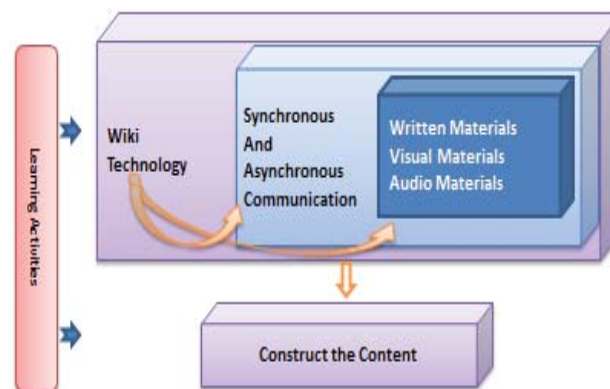 Learning Activities
Wiki
Technology
Synchronous
And
Asynchronous
Communication
Written Materials
Visual Materials
Audio Materials
Construct the Content